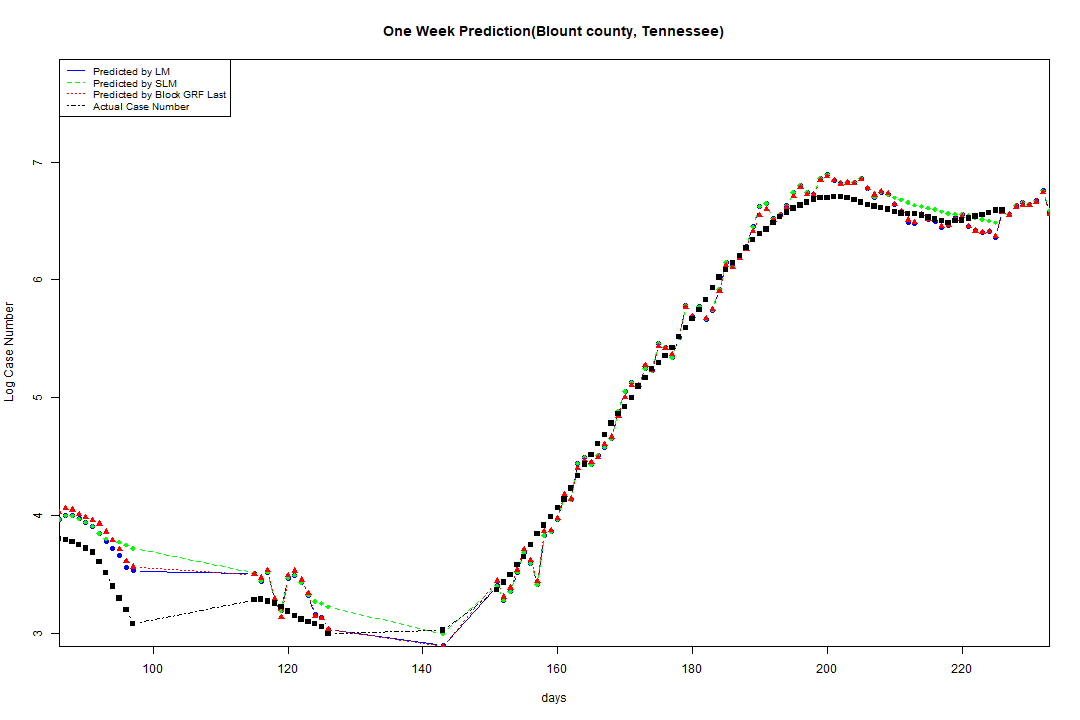 One Week Prediction(Blount county, Tennessee)
Predicted by LM
Predicted by SLM
Predicted by Block GRF Last
Actual Case Number
7
6
5
4
3
Log Case Number
100 120 140 160 180 200 220
days